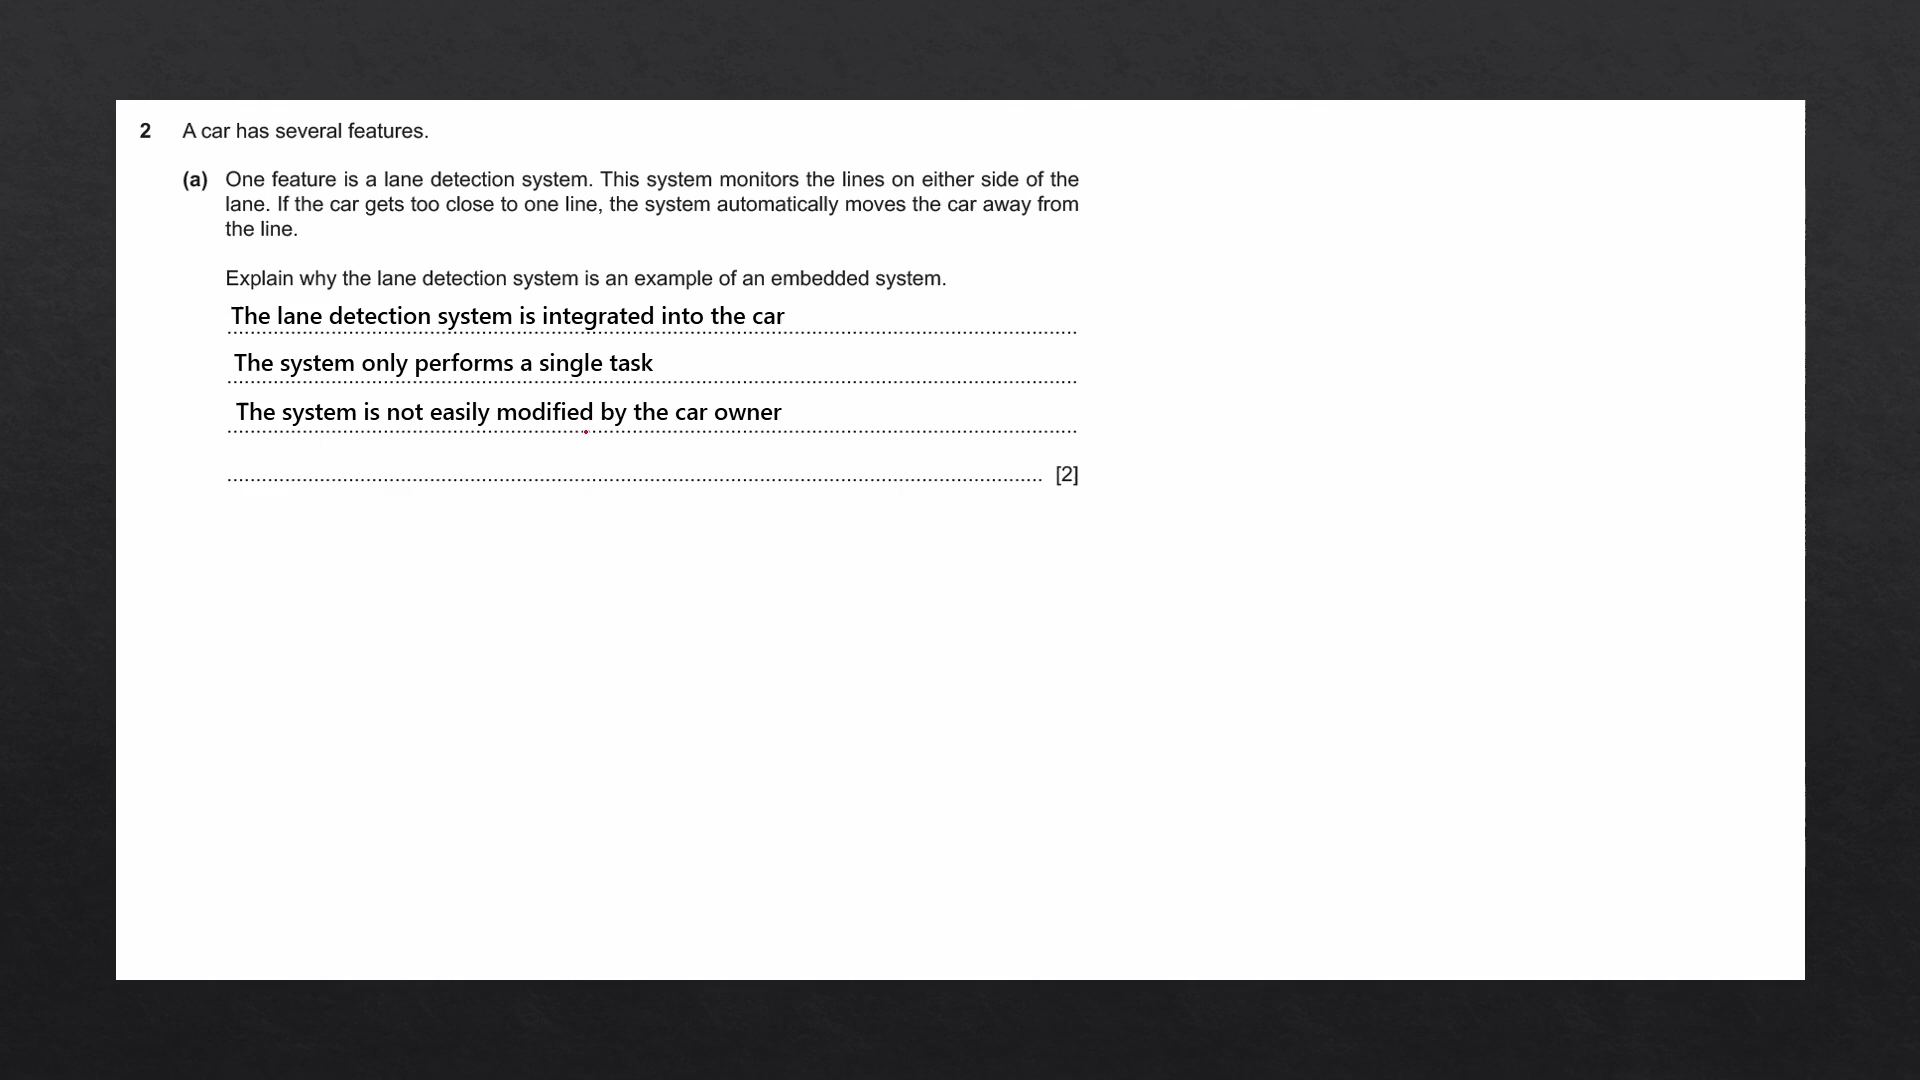 2 A car has several features.
(a) One feature is a lane detection system. This system monitors the lines on either side of the
lane. If the car gets too close to one line, the system automatically moves the car away from
the line.
Explain why the lane detection system is an example of an embedded system.
The lane detection system is integrated into the car
The system only performs a single task
The system is not easily modified by the car owner
[2]